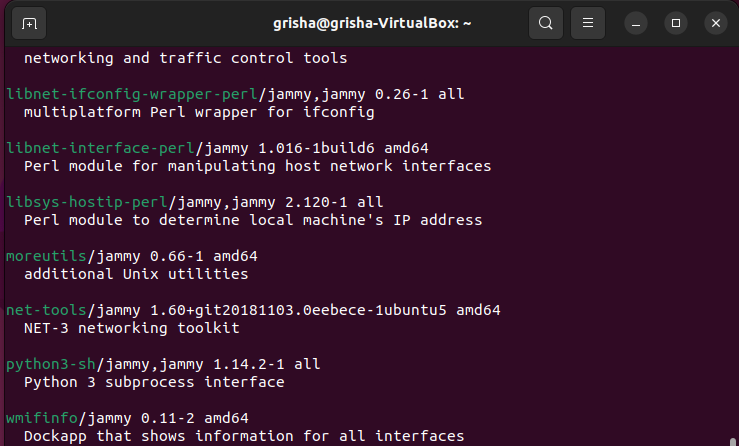 grisha@grisha-VirtualBox: ~
networking and traffic control tools
libnet-ifconfig-wrapper-perl/jammy,jammy 0.26-1 all
multiplatform Perl wrapper for ifconfig
libnet-interface-perl/jammy 1.016-1build6 amd64
Perl module for manipulating host network interfaces
libsys-hostip-perl/jammy,jammy 2.120-1 all
Perl module to determine local machine's IP address
moreutils/jammy 0.66-1 amd64
additional Unix utilities
net-tools/jammy 1.60+git20181103.0eebece-1ubuntu5 amd64
NET-3 networking toolkit
python3-sh/jammy,jammy 1.14.2-1 all
Python 3 subprocess interface
wmifinfo/jammy 0.11-2 amd64
Dockapp that shows information for all interfaces